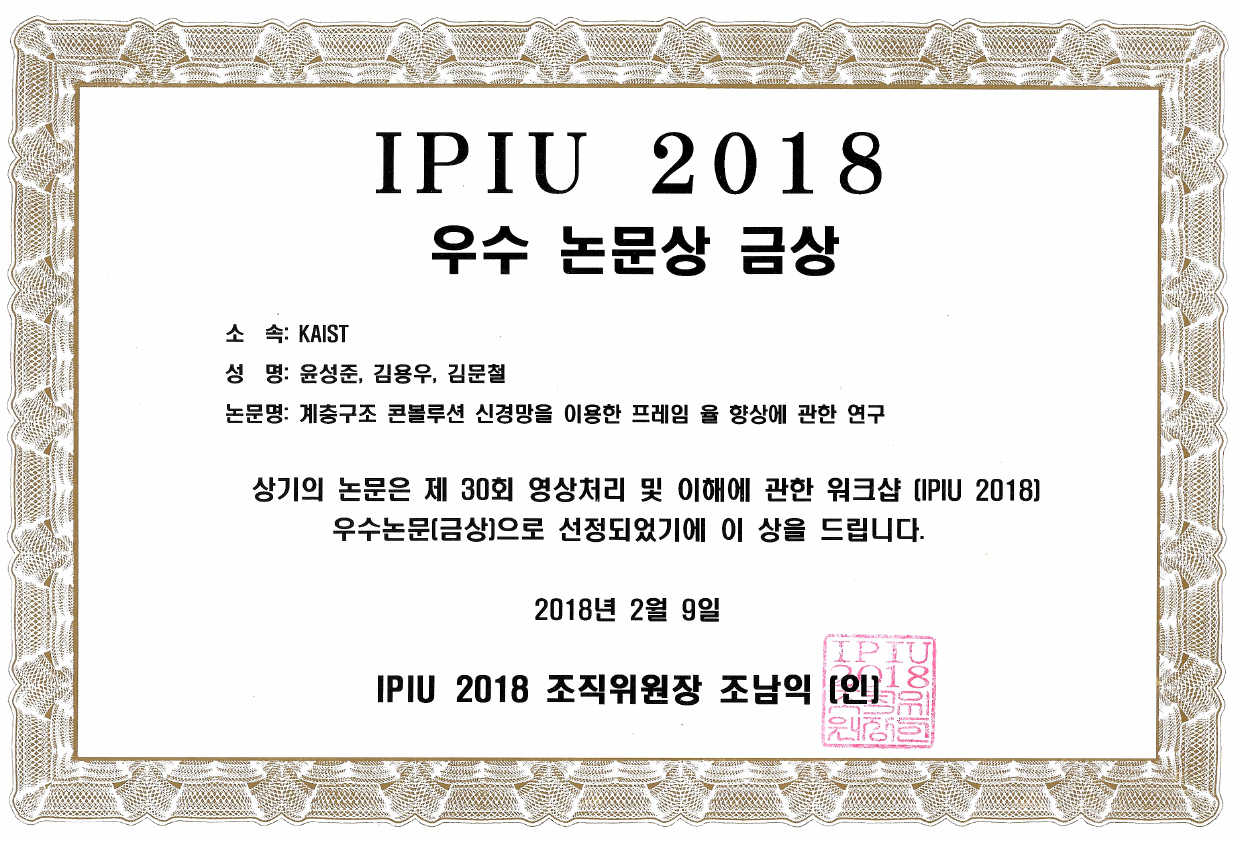 IPIU 2018
우수 논문상 금상
소 속: KAIST
성 명: 윤성준, 김용우, 김문철
논문명: 계층구조 콘볼루션 신경망을 이용한 프레임 율 향상에 관한 연구
상기의 논문은 제 30회 영상처리 및 이해에 관한 워크샵 (IPIU 2018)
우수논문(금상)으로 선정되었기에 이 상을 드립니다.
2018년 2월 9일
IPIU 2018 조직위원장 조남익 (인)
IPIU
2018